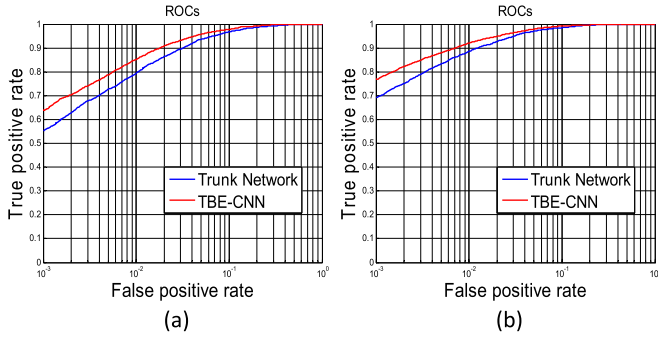 ROCs
True positive rate
1
0.9
0.8
0.7
0.6
0.5
0.4
0.3
0.2
0.1
0
Trunk Network
TBE-CNN
10^-3 10^-2 10^-1 10^0
False positive rate
(a)
ROCs
True positive rate
1
0.9
0.8
0.7
0.6
0.5
0.4
0.3
0.2
0.1
0
Trunk Network
TBE-CNN
10^-3 10^-2 10^-1 10^0
False positive rate
(b)